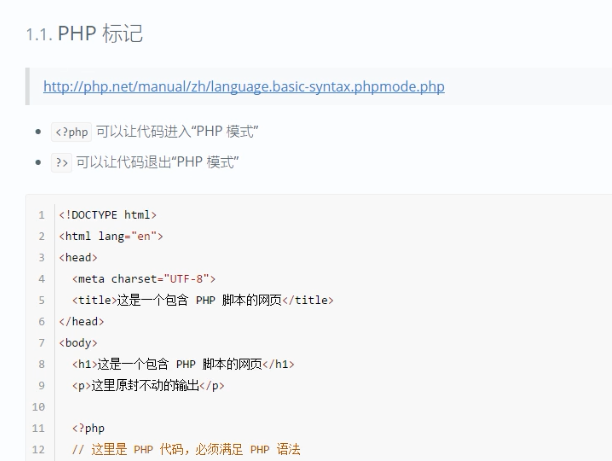 1.1. PHP 标记
http://php.net/manual/zh/language.basic-syntax.phpmode.php
<?php 可以让代码进入“PHP 模式”
?> 可以让代码退出“PHP 模式”
1 <!DOCTYPE html>
2 <html lang="en">
3 <head>
4 <meta charset="UTF-8">
5 <title>这是一个包含 PHP 脚本的网页</title>
6 </head>
7 <body>
8 <h1>这是一个包含 PHP 脚本的网页</h1>
9 <p>这里原封不动的输出</p>
10
11 <?php
12 // 这里是 PHP 代码，必须满足 PHP 语法